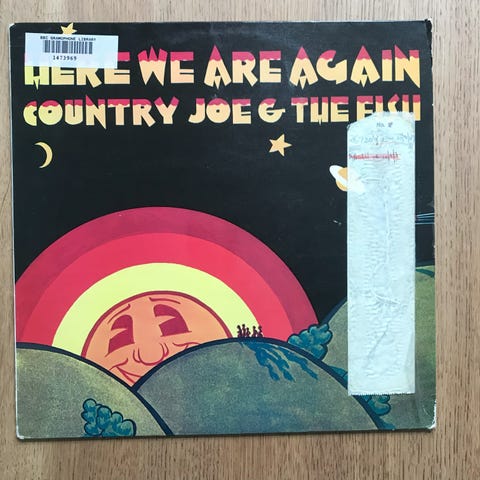 BBC GRAMOPHONE LIBRARY
1473969
HERE WE ARE AGAIN
COUNTRY JOE & THE FISH